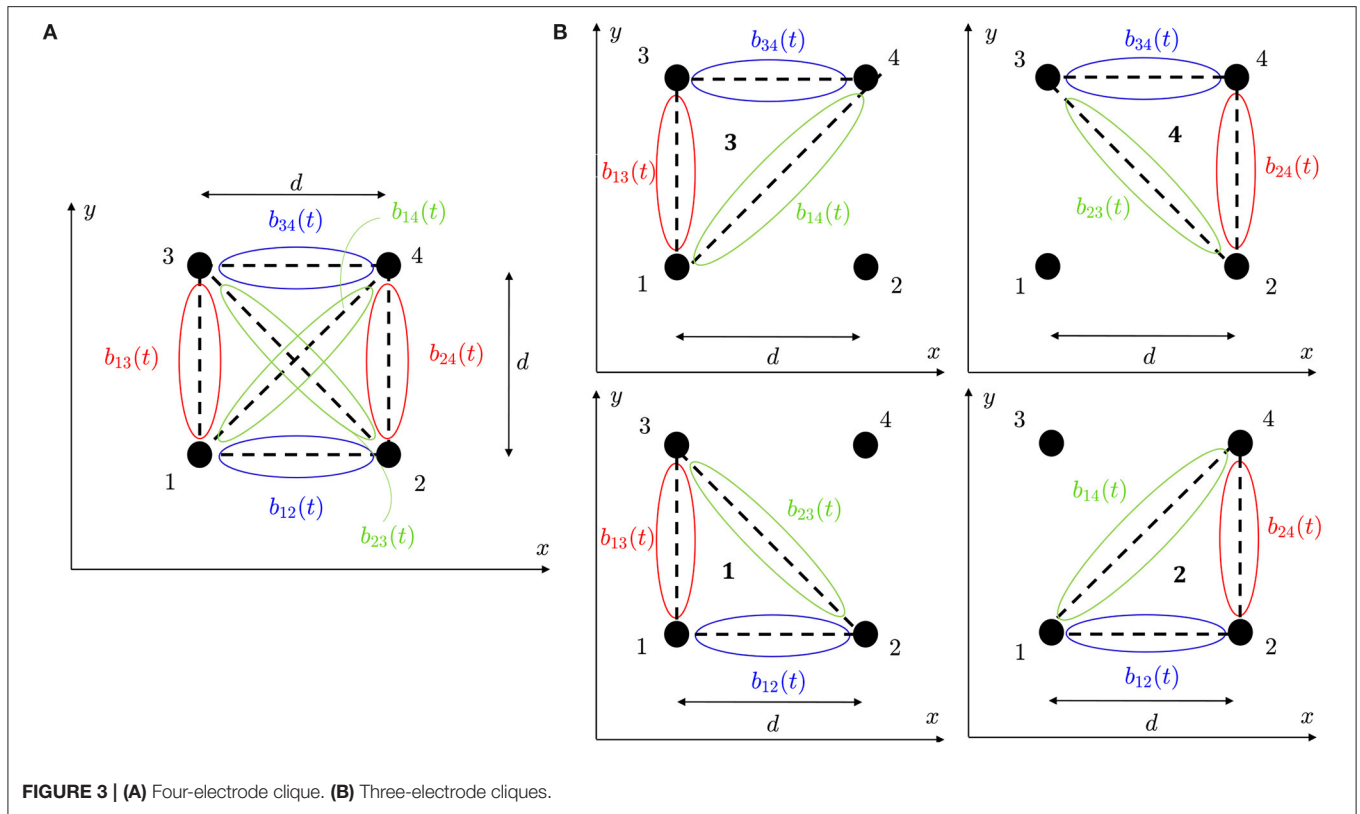 A
d
y
b₃₄(t)
b₁₄(t)
3
4
b₁₃(t)
b₂₄(t)
d
1
2
b₁₂(t)
b₂₃(t)
x
B
y
b₃₄(t)
3
4
3
b₁₃(t)
b₁₄(t)
1
2
d
x
y
b₃₄(t)
3
4
4
b₂₄(t)
b₂₃(t)
1
2
d
x
y
3
4
b₂₃(t)
b₁₃(t)
1
1
2
b₁₂(t)
d
x
y
3
4
b₁₄(t)
b₂₄(t)
2
1
2
b₁₂(t)
d
x
FIGURE 3 | (A) Four-electrode clique. (B) Three-electrode cliques.